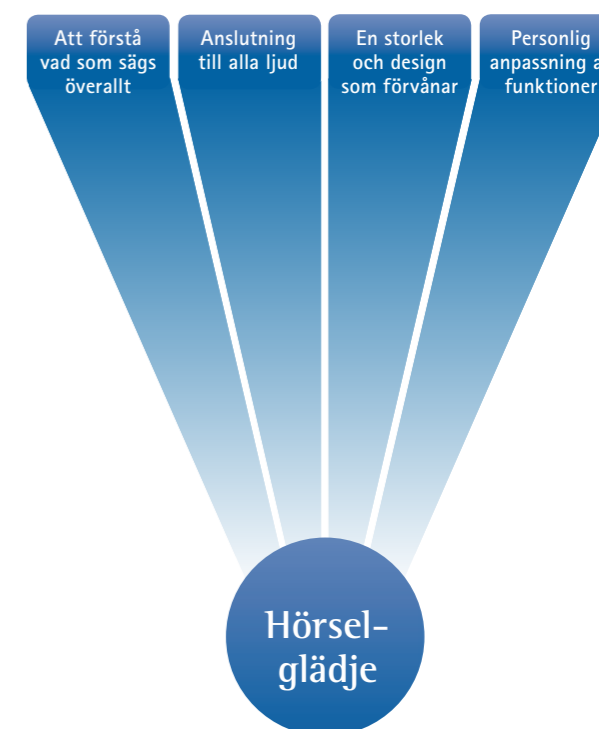 Att förstå
vad som sägs
överallt
Anslutning
till alla ljud
En storlek
och design
som förvånar
Personlig
anpassning a
funktioner
Hörsel-
glädje